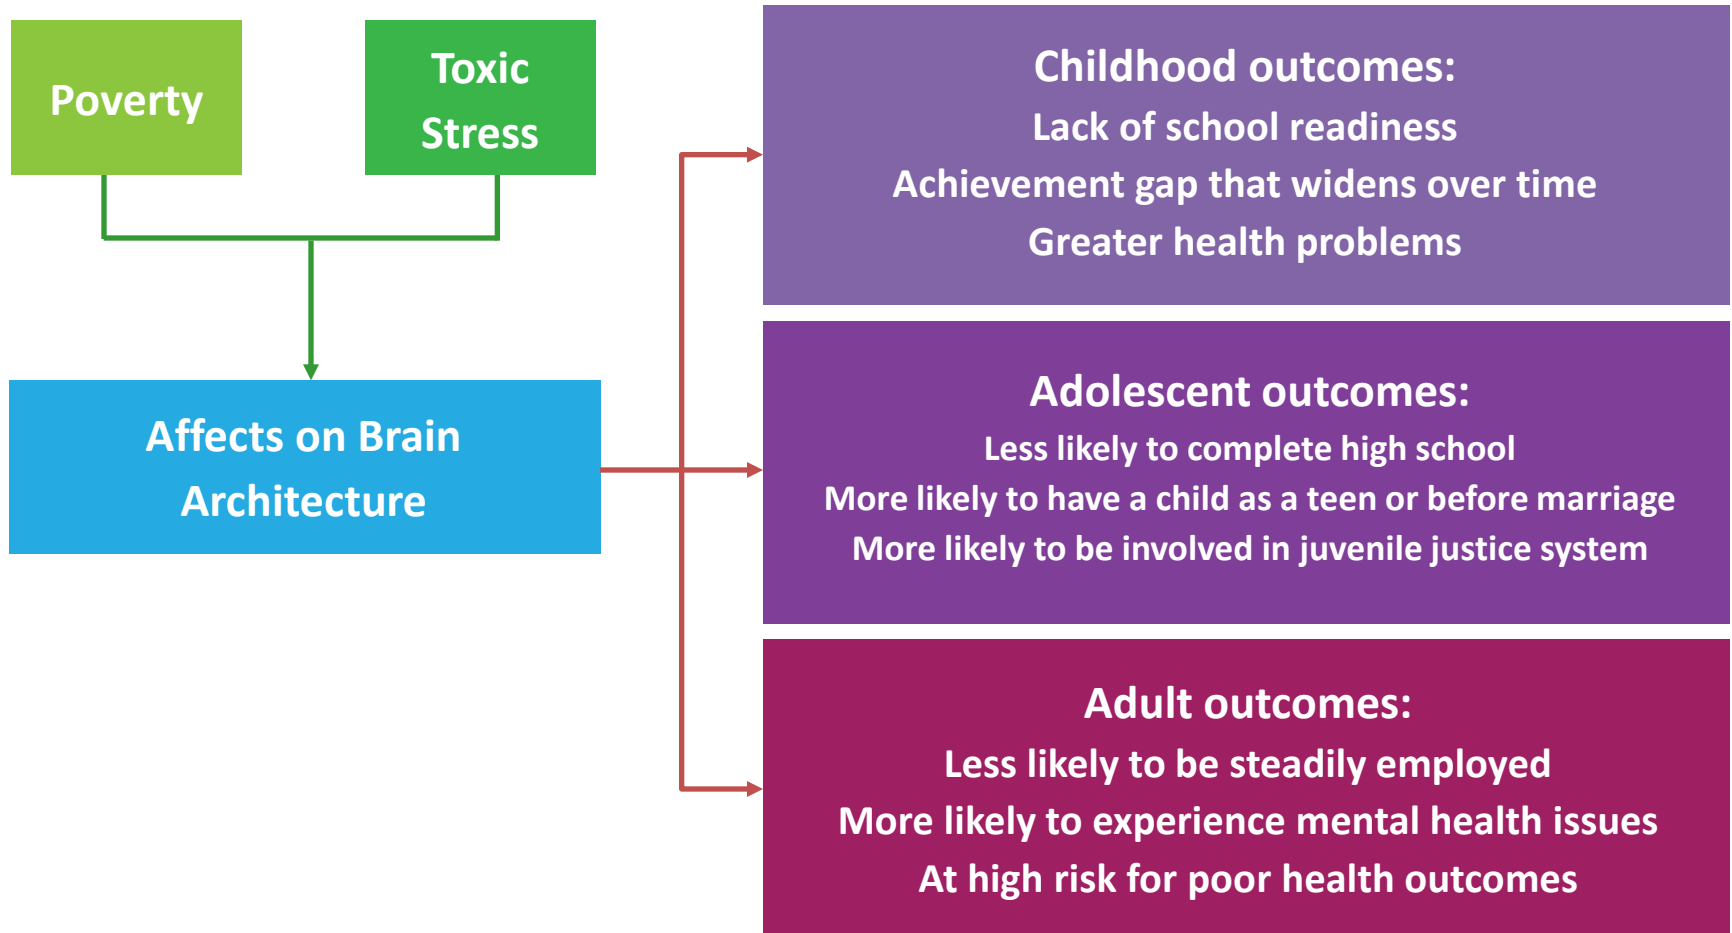 Poverty
Toxic
Stress
Affects on Brain
Architecture
Childhood outcomes:
Lack of school readiness
Achievement gap that widens over time
Greater health problems
Adolescent outcomes:
Less likely to complete high school
More likely to have a child as a teen or before marriage
More likely to be involved in juvenile justice system
Adult outcomes:
Less likely to be steadily employed
More likely to experience mental health issues
At high risk for poor health outcomes